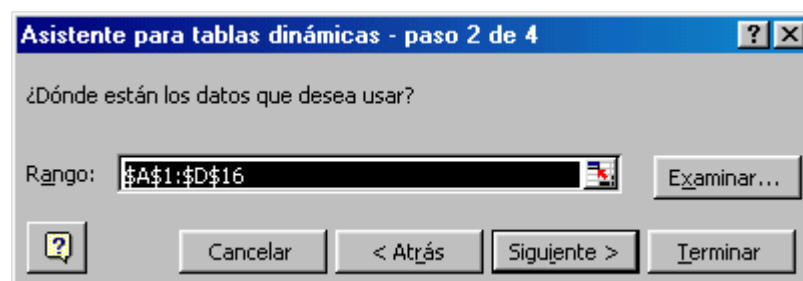 Asistente para tablas dinámicas - paso 2 de 4
¿Dónde están los datos que desea usar?
Rango: $A$1:$D$16 Examinar...
Cancelar < Atrás Siguiente > Terminar